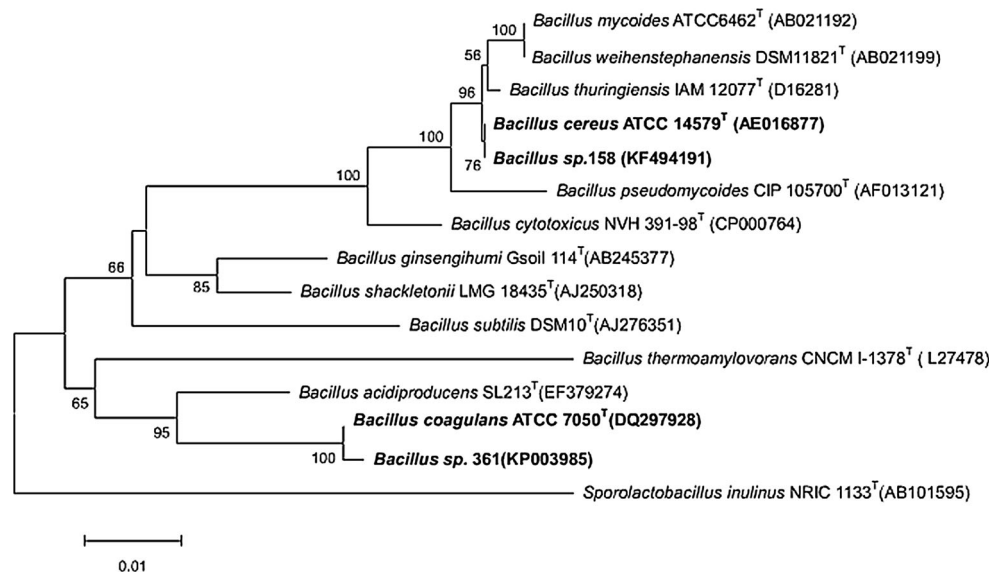 100
Bacillus mycoides ATCC6462T (AB021192)
56
Bacillus weihenstephanensis DSM11821T (AB021199)
96
Bacillus thuringiensis IAM 12077T (D16281)
Bacillus cereus ATCC 14579T (AE016877)
100
76
Bacillus sp.158 (KF494191)
100
Bacillus pseudomycoides CIP 105700T (AF013121)
Bacillus cytotoxicus NVH 391-98T (CP000764)
66
Bacillus ginsengihumi Gsoil 114T(AB245377)
85
Bacillus shackletonii LMG 18435T(AJ250318)
Bacillus subtilis DSM10T(AJ276351)
Bacillus thermoamylovorans CNCM I-1378T ( L27478)
65
Bacillus acidiproducens SL213T(EF379274)
95
Bacillus coagulans ATCC 7050T(DQ297928)
100
Bacillus sp. 361(KP003985)
Sporolactobacillus inulinus NRIC 1133T(AB101595)
0.01